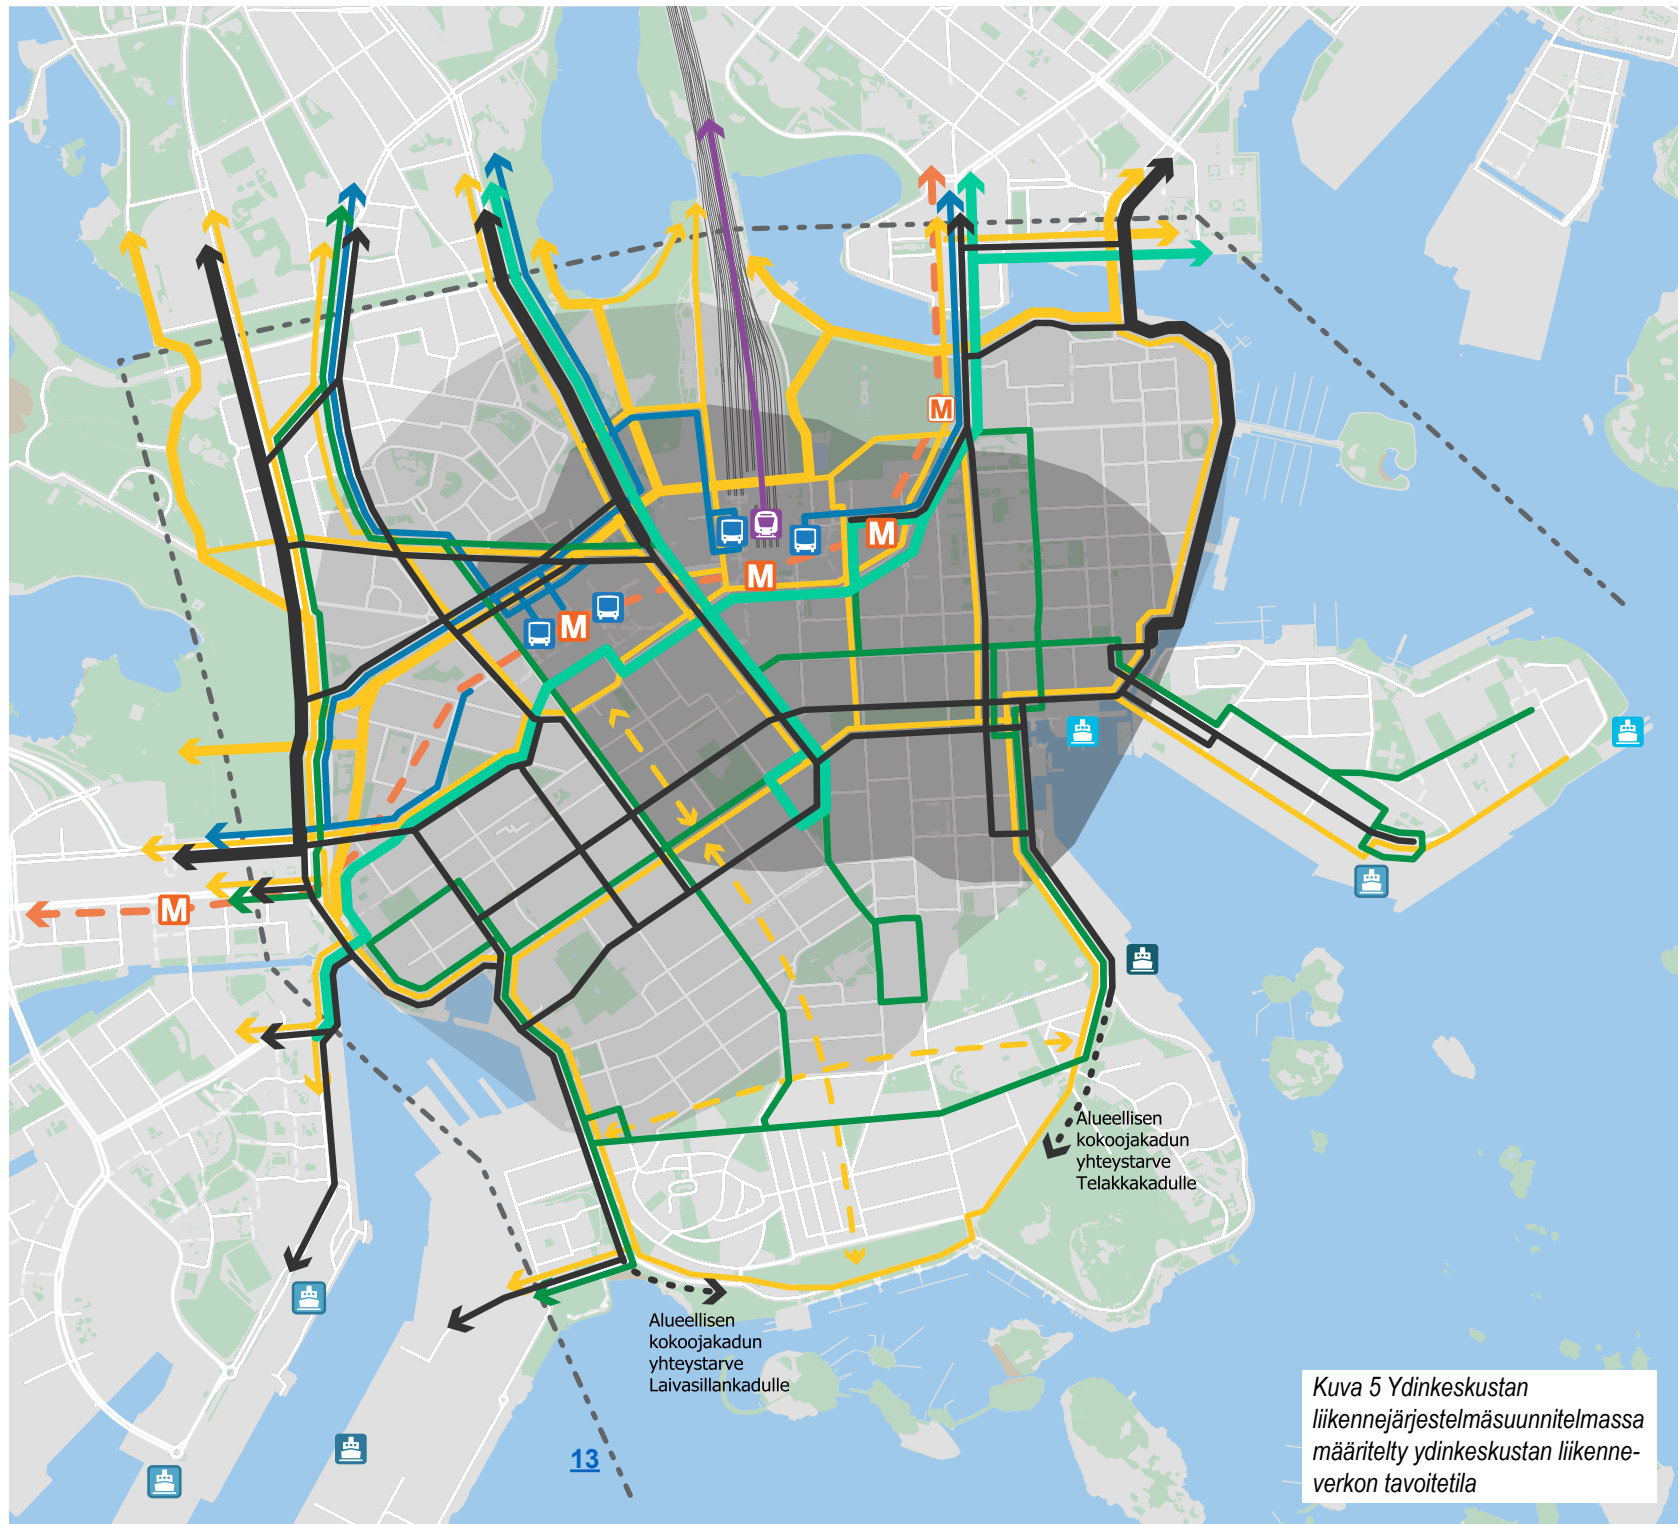 M
M
M
M
M
Alueellisen
kokoojakadun
yhteystarve
Telakkakadulle
Alueellisen
kokoojakadun
yhteystarve
Laivasillankadulle
13
Kuva 5 Ydinkeskustan
liikennejärjestelmäsuunnitelmassa
määritelty ydinkeskustan liikenne-
verkon tavoitetila